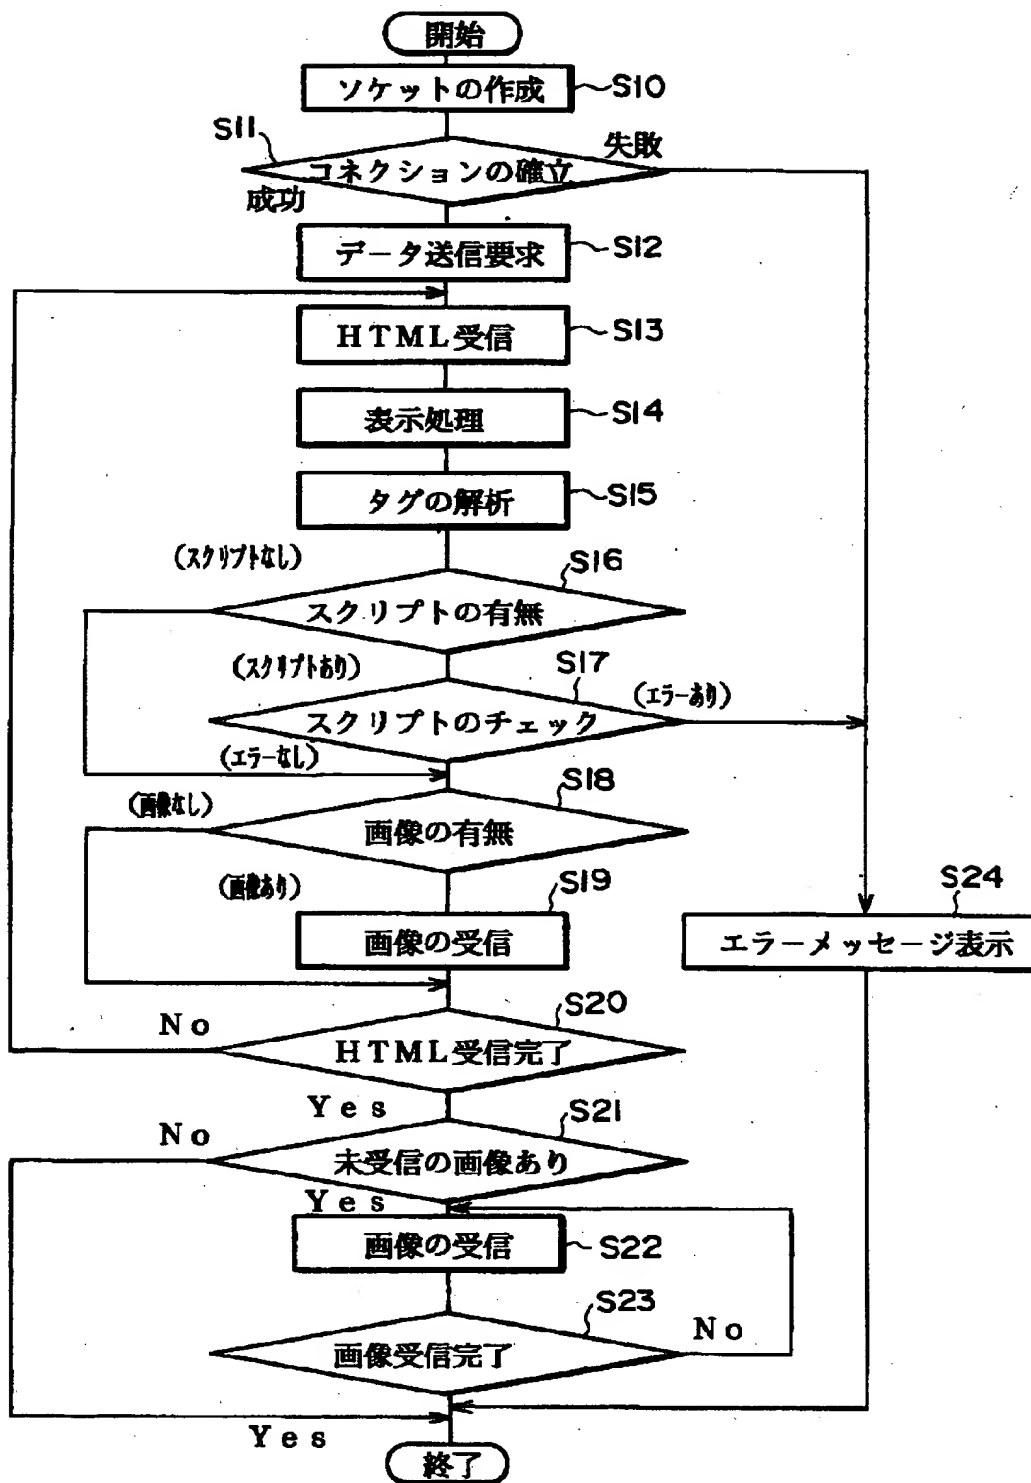 開始
ソケットの作成
S10
S11
失敗
コネクションの確立
成功
データ送信要求
S12
HTML受信
S13
表示処理
S14
タグの解析
S15
(スクリプトなし)
S16
スクリプトの有無
(スクリプトあり)
S17
(エラーあり)
スクリプトのチェック
(エラーなし)
S18
(画像なし)
画像の有無
(画像あり)
S19
画像の受信
S24
エラーメッセージ表示
S20
No
HTML受信完了
Yes
S21
No
未受信の画像あり
Yes
画像の受信
S22
S23
No
画像受信完了
Yes
終了